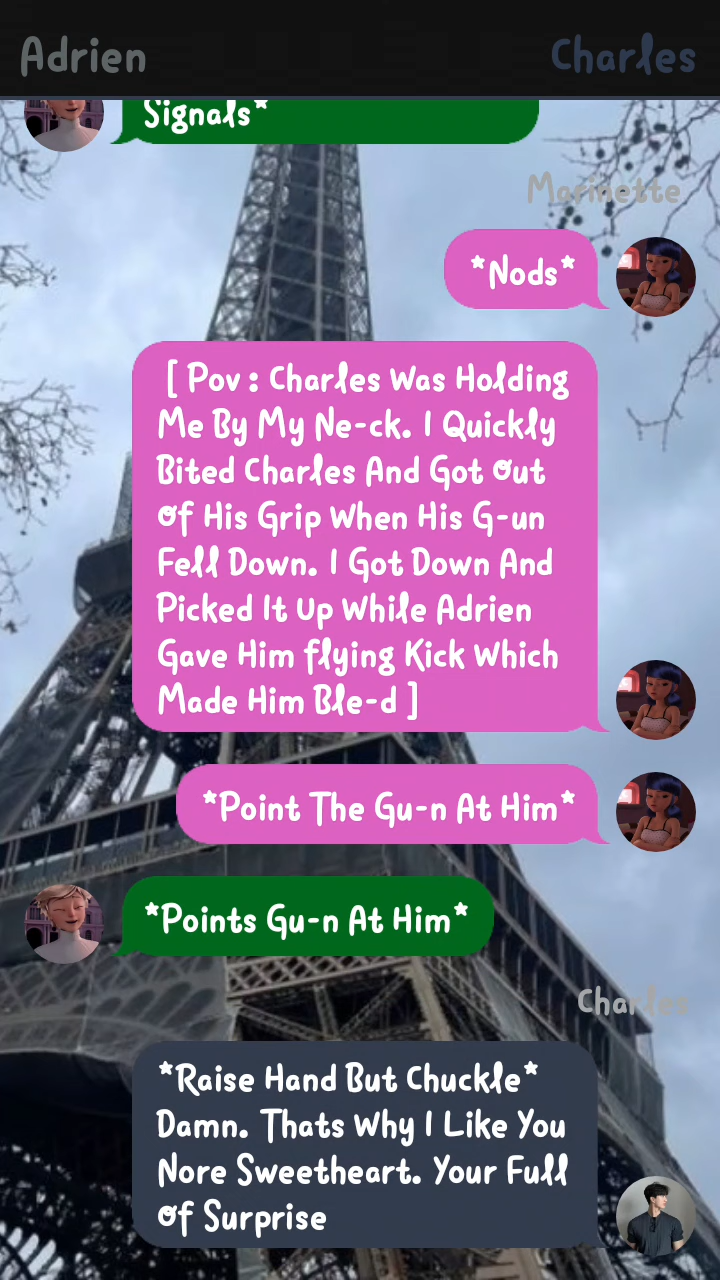 Adrien
Charles
Signals*
Marinette
*Nods*
[ Pov : Charles Was Holding
Me By My Ne-ck. I Quickly
Bited Charles And Got Out
Of His Grip When His G-un
Fell Down. I Got Down And
Picked It Up While Adrien
Gave Him flying Kick Which
Made Him Ble-d ]
*Point The Gu-n At Him*
*Points Gu-n At Him*
Charles
*Raise Hand But Chuckle*
Damn. Thats Why I Like You
Nore Sweetheart. Your Full
Of Surprise